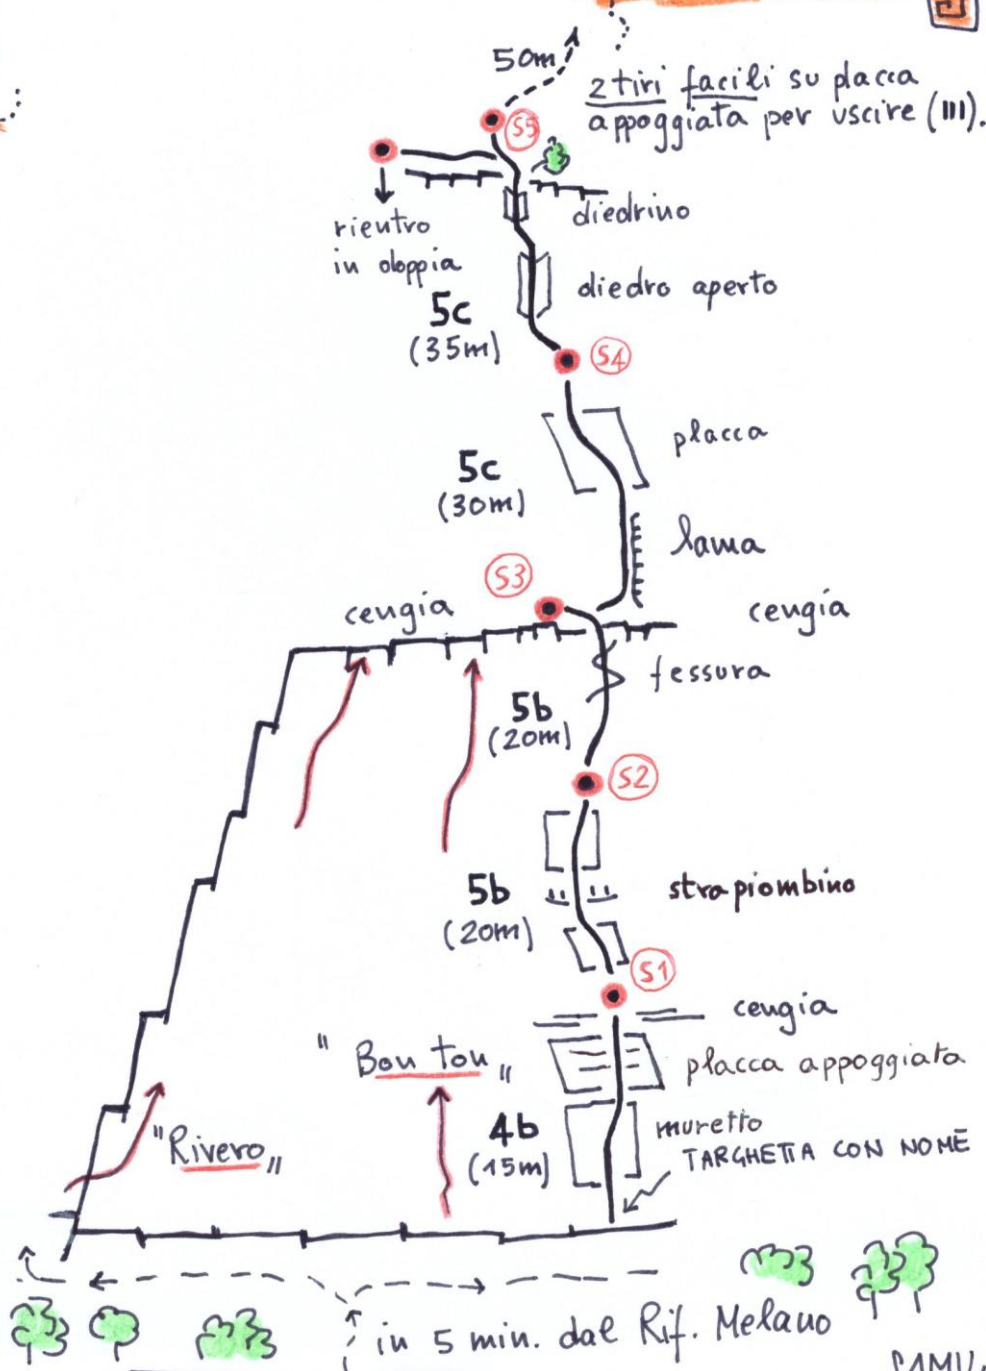 50m
2 tiri facili su placca
appoggiata per uscire (III).
S5
diedrino
rientro
in doppia
diedro aperto
5c
(35m)
S4
placca
5c
(30m)
lama
S3
cengia
cengia
fessura
5b
(20m)
S2
5b
(20m)
strapiombino
S1
cengia
"Bon ton"
placca appoggiata
4b
(15m)
muretto
TARGHETTA CON NOME
"Rivero"
in 5 min. dal Rif. Melano